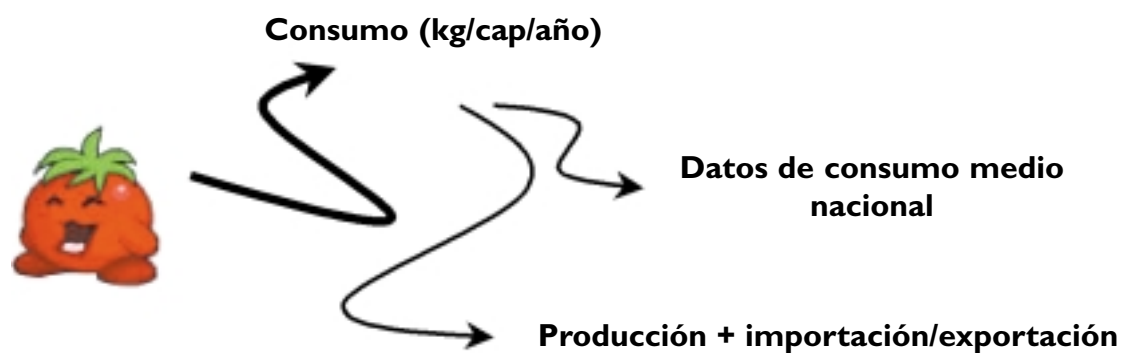 Consumo (kg/cap/año)
Datos de consumo medio
nacional
Producción + importación/exportación